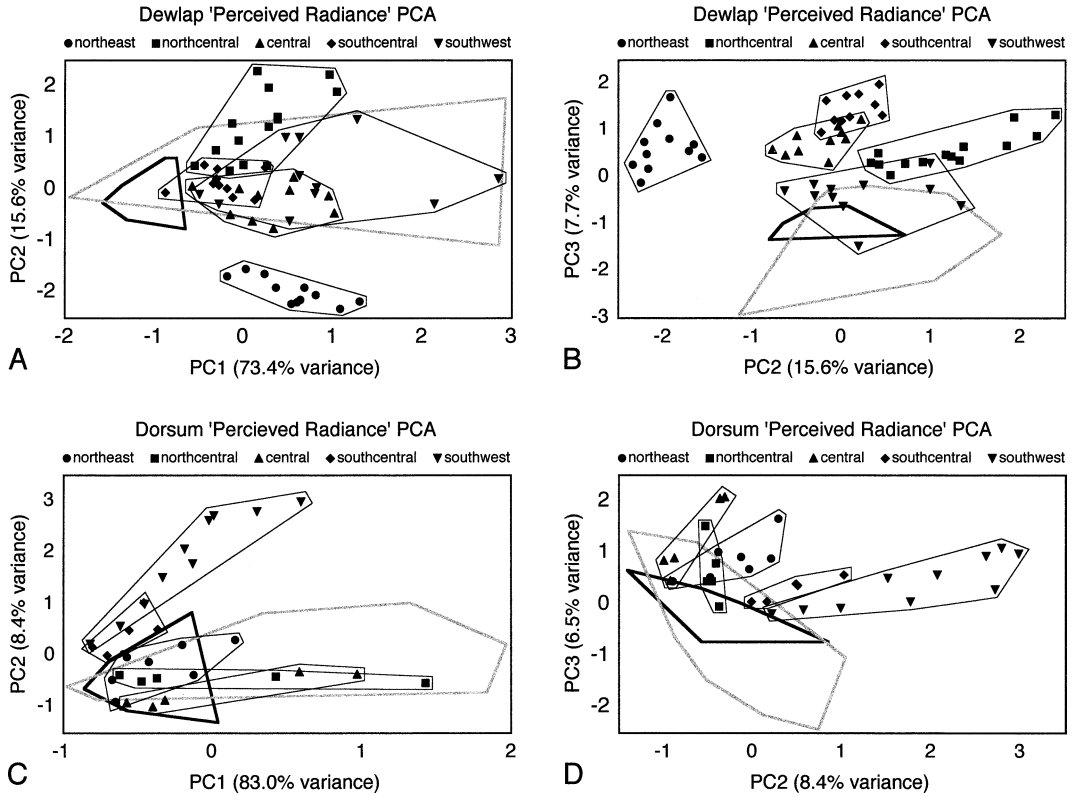 Dewlap 'Perceived Radiance' PCA
●northeast ■northcentral ▲central ◆southcentral ▼southwest
PC2 (15.6% variance)
2
1
0
-1
-2
-2 -1 0 1 2 3
PC1 (73.4% variance)
A
Dewlap 'Perceived Radiance' PCA
●northeast ■northcentral ▲central ◆southcentral ▼southwest
PC3 (7.7% variance)
2
1
0
-1
-2
-3
-2 -1 0 1 2
PC2 (15.6% variance)
B
Dorsum 'Percieved Radiance' PCA
●northeast ■northcentral ▲central ◆southcentral ▼southwest
PC2 (8.4% variance)
3
2
1
0
-1
-1 0 1 2
PC1 (83.0% variance)
C
Dorsum 'Perceived Radiance' PCA
●northeast ■northcentral ▲central ◆southcentral ▼southwest
PC3 (6.5% variance)
2
1
0
-1
-2
-1 0 1 2 3
PC2 (8.4% variance)
D